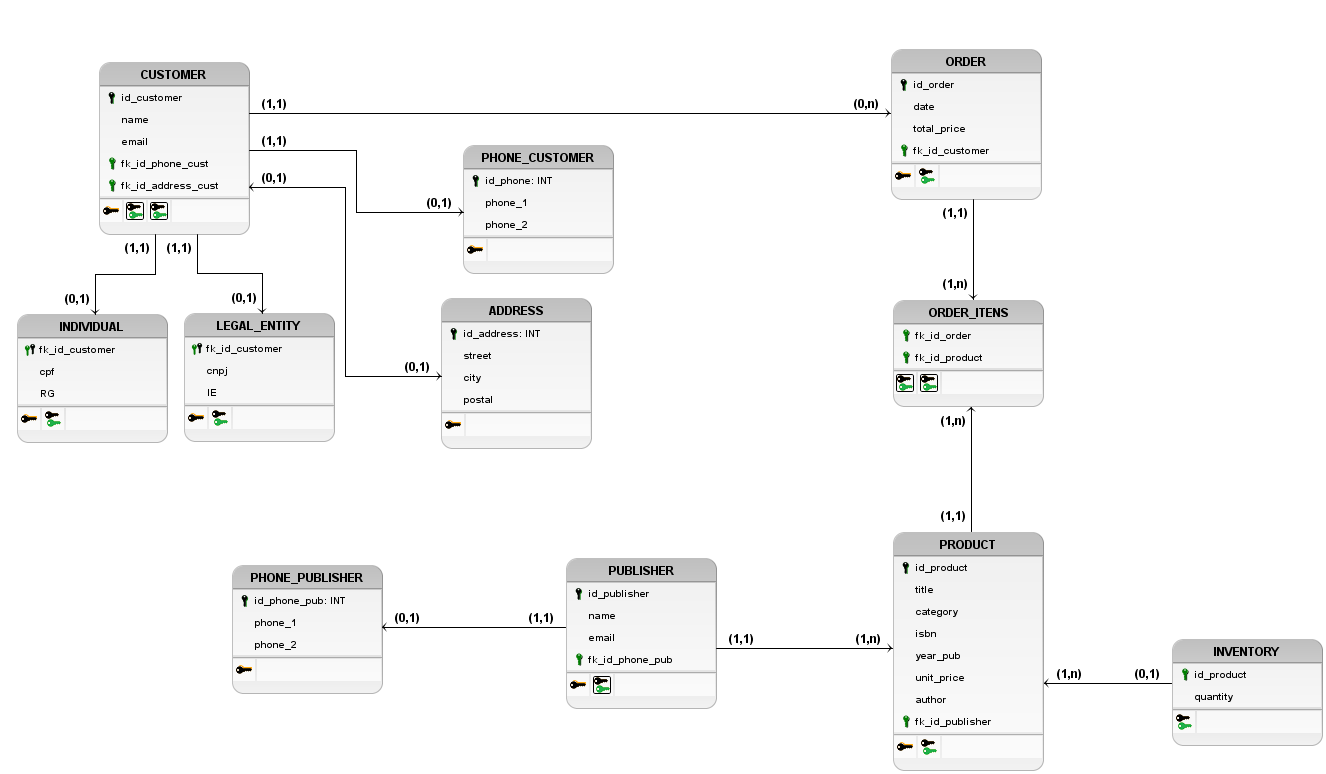 CUSTOMER
id_customer
name
email
fk_id_phone_cust
fk_id_address_cust
(1,1)
(0,n)
(1,1)
(0,1)
(0,1)
(0,1)
(1,1)
(1,1)
(0,1)
(0,1)
ORDER
id_order
date
total_price
fk_id_customer
(1,1)
(1,n)
PHONE_CUSTOMER
id_phone: INT
phone_1
phone_2
ADDRESS
id_address: INT
street
city
postal
INDIVIDUAL
fk_id_customer
cpf
RG
LEGAL_ENTITY
fk_id_customer
cnpj
IE
ORDER_ITENS
fk_id_order
fk_id_product
(1,n)
(1,1)
PHONE_PUBLISHER
id_phone_pub: INT
phone_1
phone_2
(0,1)
(1,1)
PUBLISHER
id_publisher
name
email
fk_id_phone_pub
(1,1)
(1,n)
PRODUCT
id_product
title
category
isbn
year_pub
unit_price
author
fk_id_publisher
(1,n)
(0,1)
INVENTORY
id_product
quantity